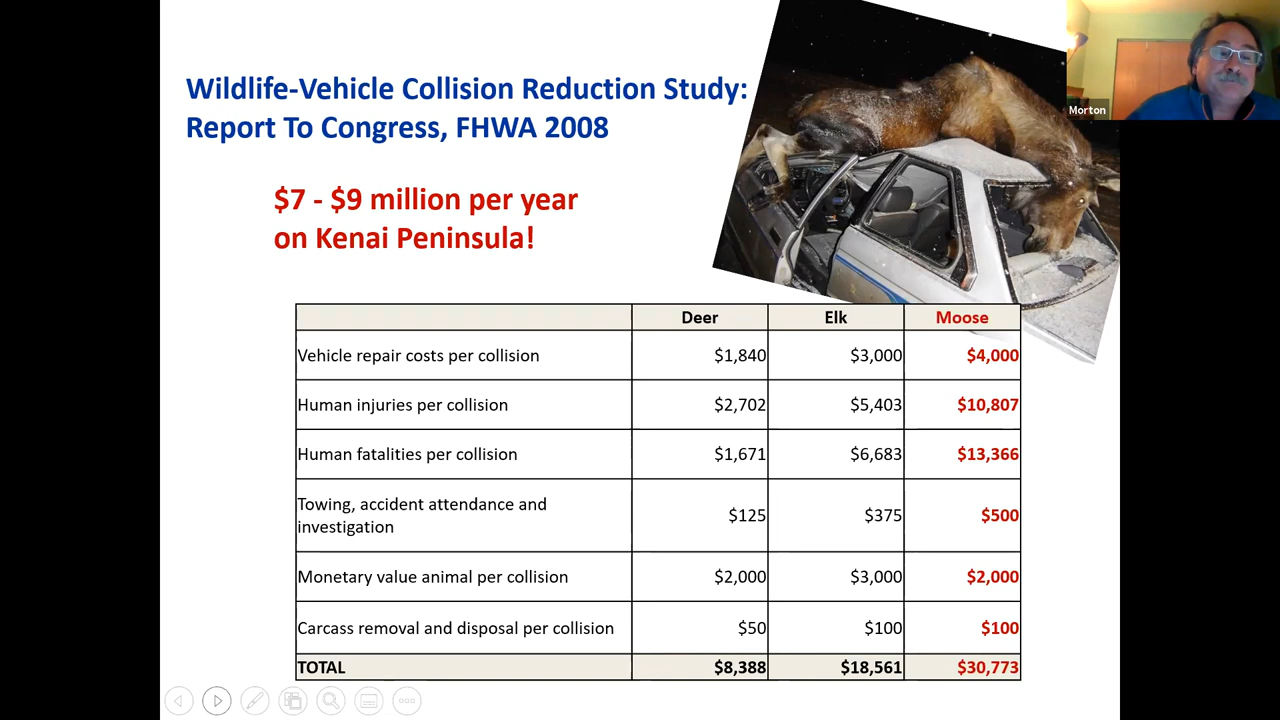 Wildlife-Vehicle Collision Reduction Study:
Report To Congress, FHWA 2008
Morton
$7 - $9 million per year
on Kenai Peninsula!
Deer Elk Moose
Vehicle repair costs per collision $1,840 $3,000 $4,000
Human injuries per collision $2,702 $5,403 $10,807
Human fatalities per collision $1,671 $6,683 $13,366
Towing, accident attendance and
investigation $125 $375 $500
Monetary value animal per collision $2,000 $3,000 $2,000
Carcass removal and disposal per collision $50 $100 $100
TOTAL $8,388 $18,561 $30,773